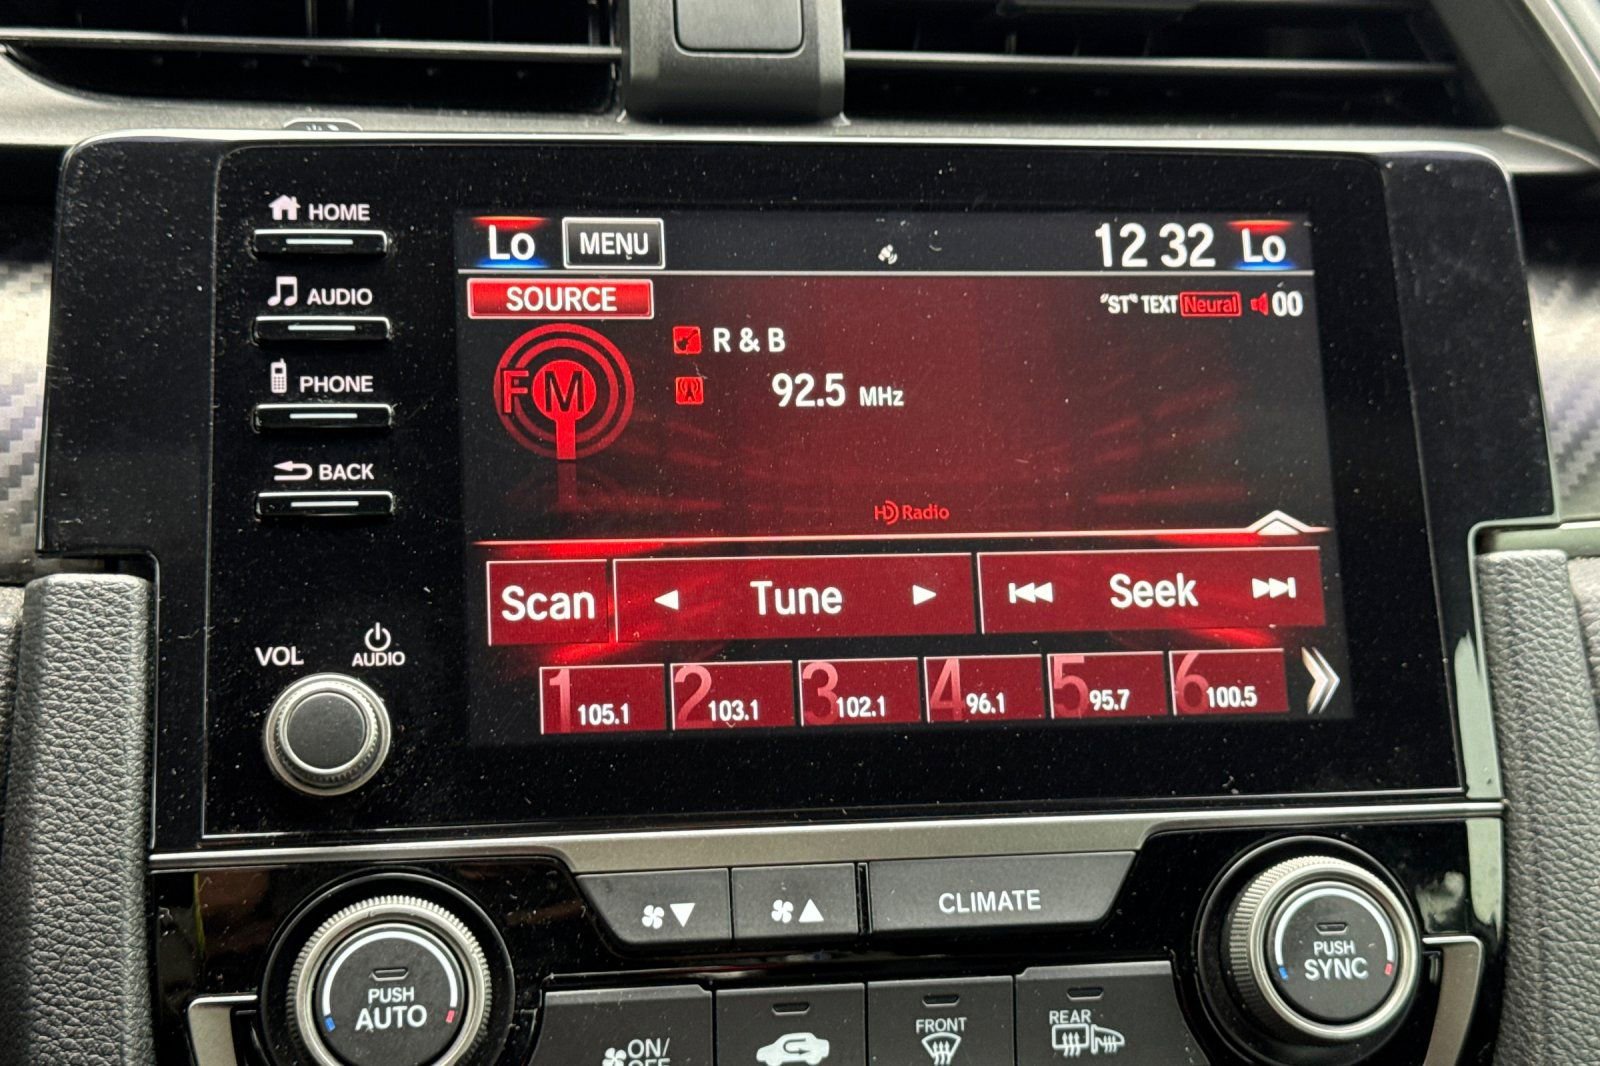 HOME
AUDIO
PHONE
BACK
VOL
AUDIO
Lo MENU 12 32 Lo
SOURCE
"ST" TEXT Neural 00
FM
R & B
92.5 MHz
HD Radio
Scan Tune Seek
1 105.1 2 103.1 3 102.1 4 96.1 5 95.7 6 100.5
CLIMATE
PUSH
AUTO
PUSH
SYNC
ON/
OFF
FRONT
REAR